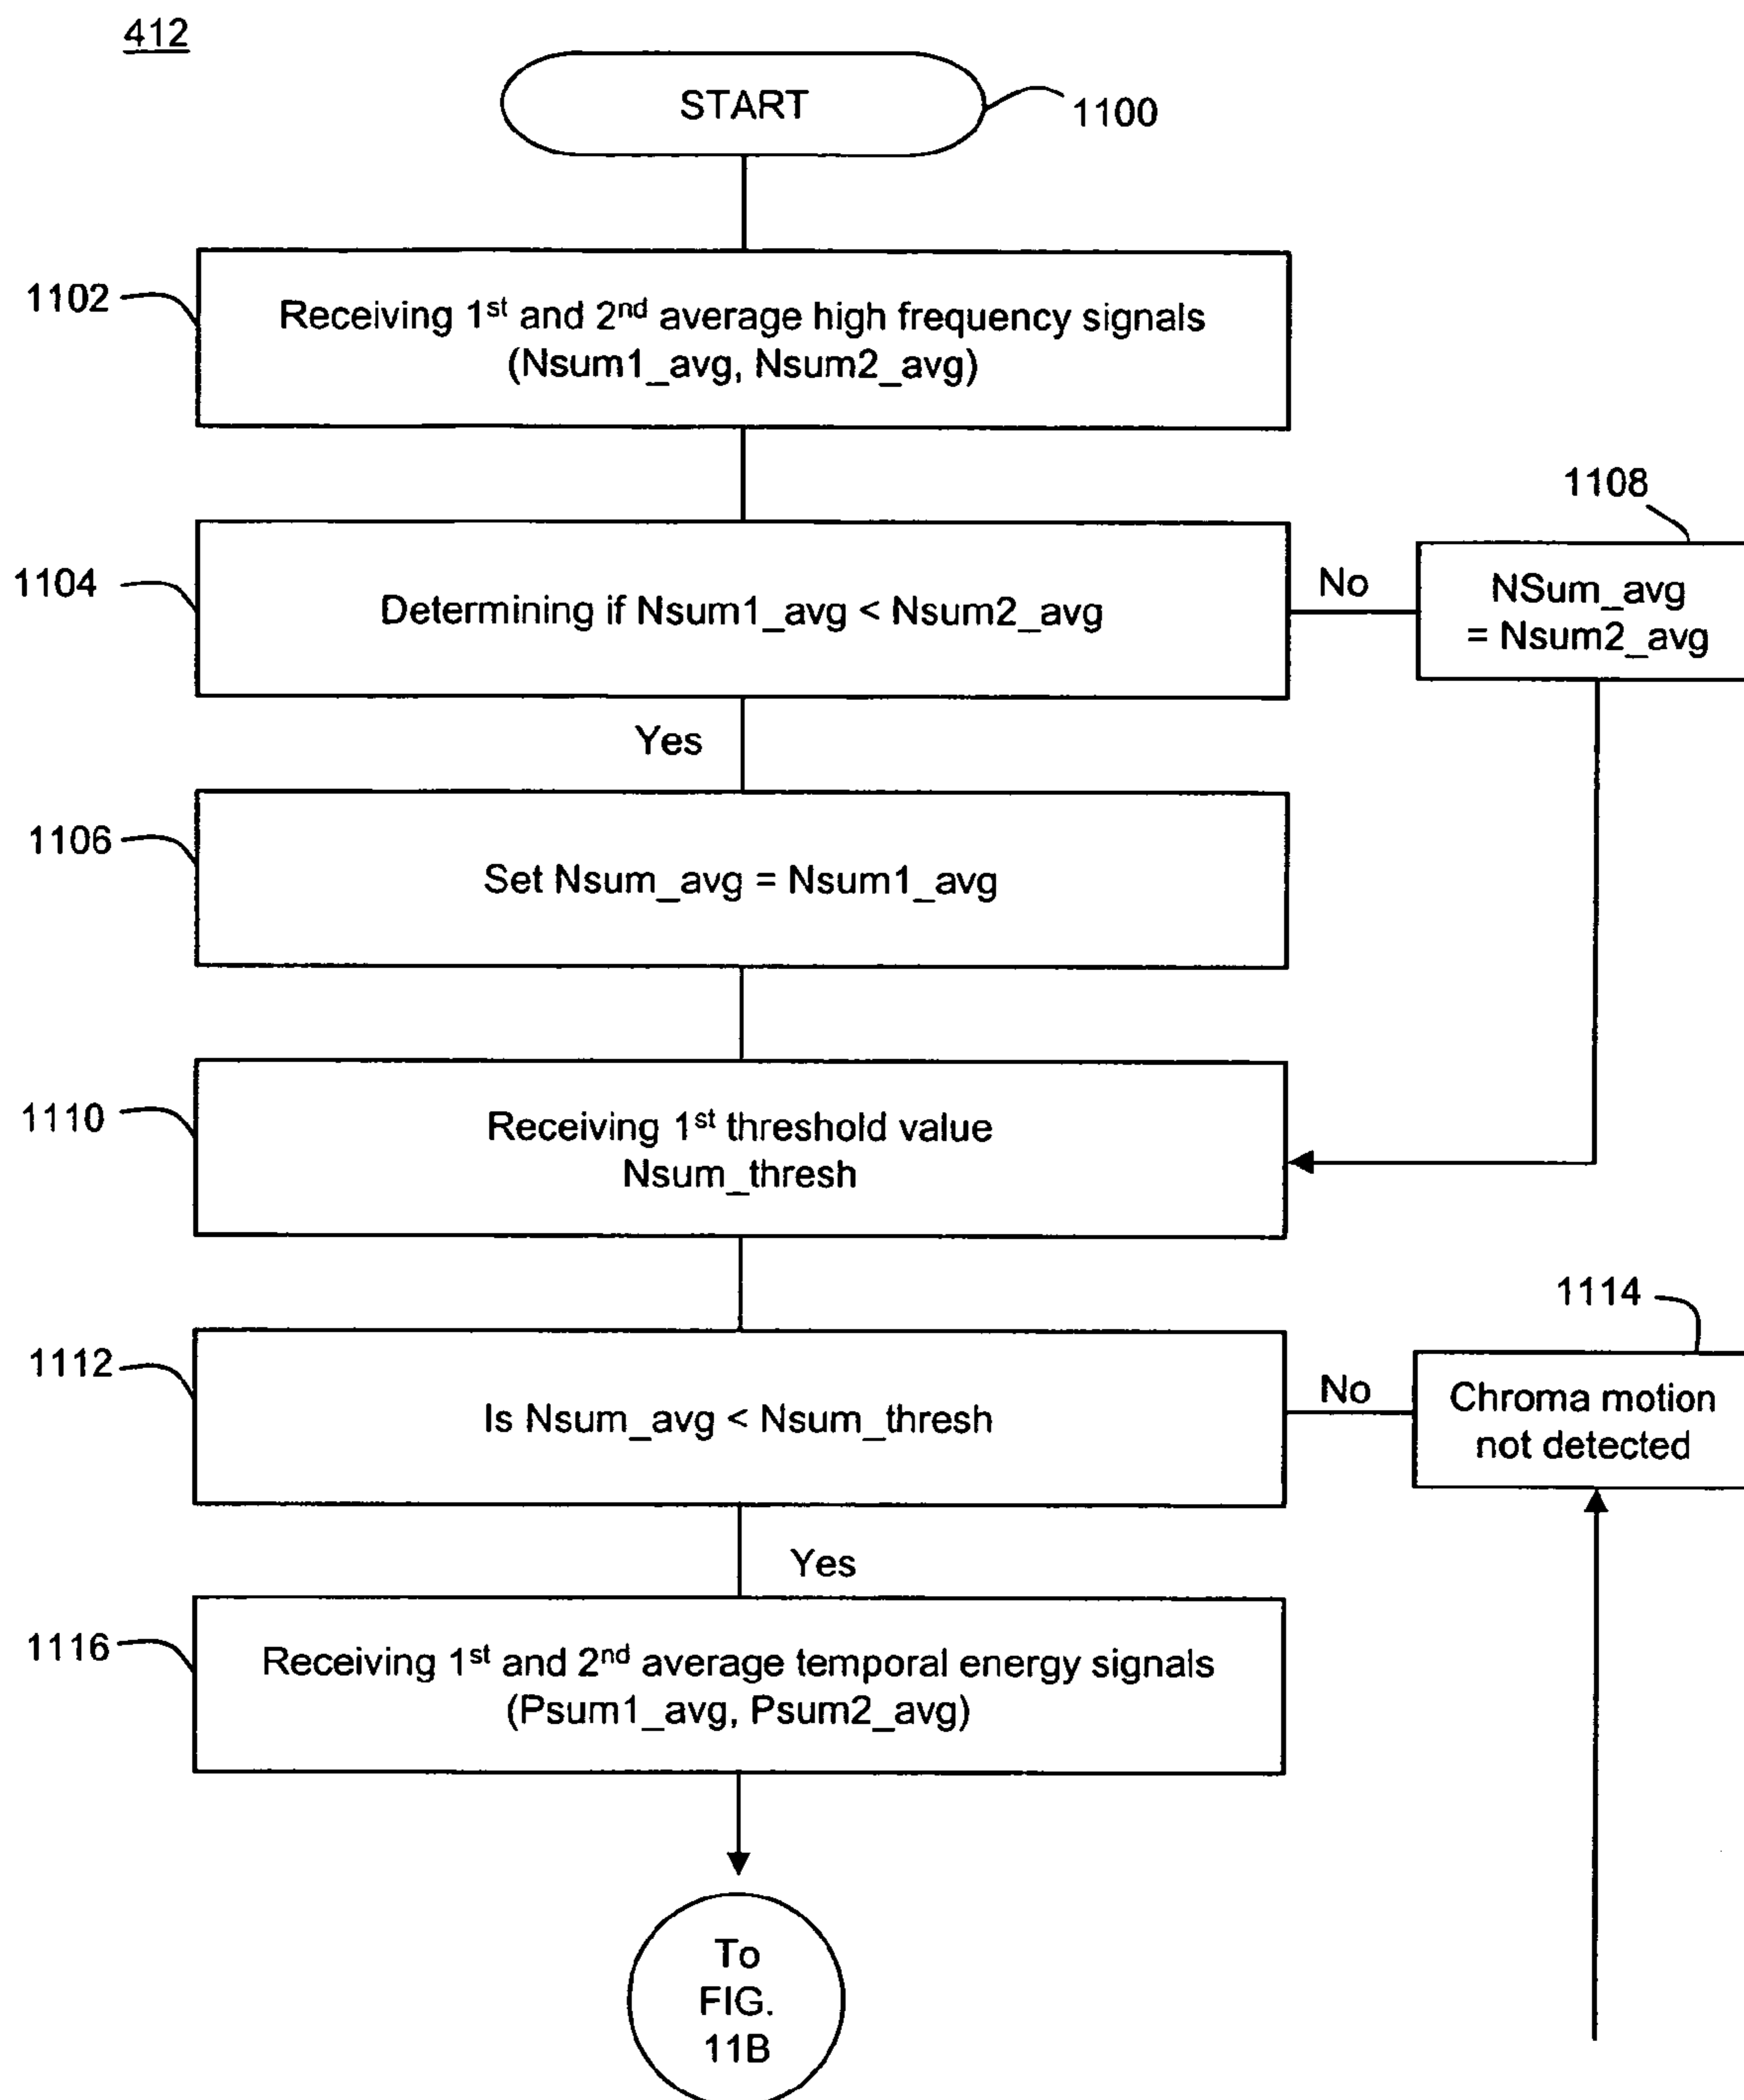 412
START
1100
1102
Receiving 1st and 2nd average high frequency signals
(Nsum1_avg, Nsum2_avg)
1108
1104
Determining if Nsum1_avg < Nsum2_avg
No
NSum_avg
= Nsum2_avg
Yes
1106
Set Nsum_avg = Nsum1_avg
1110
Receiving 1st threshold value
Nsum_thresh
1114
1112
Is Nsum_avg < Nsum_thresh
No
Chroma motion
not detected
Yes
1116
Receiving 1st and 2nd average temporal energy signals
(Psum1_avg, Psum2_avg)
To
FIG.
11B